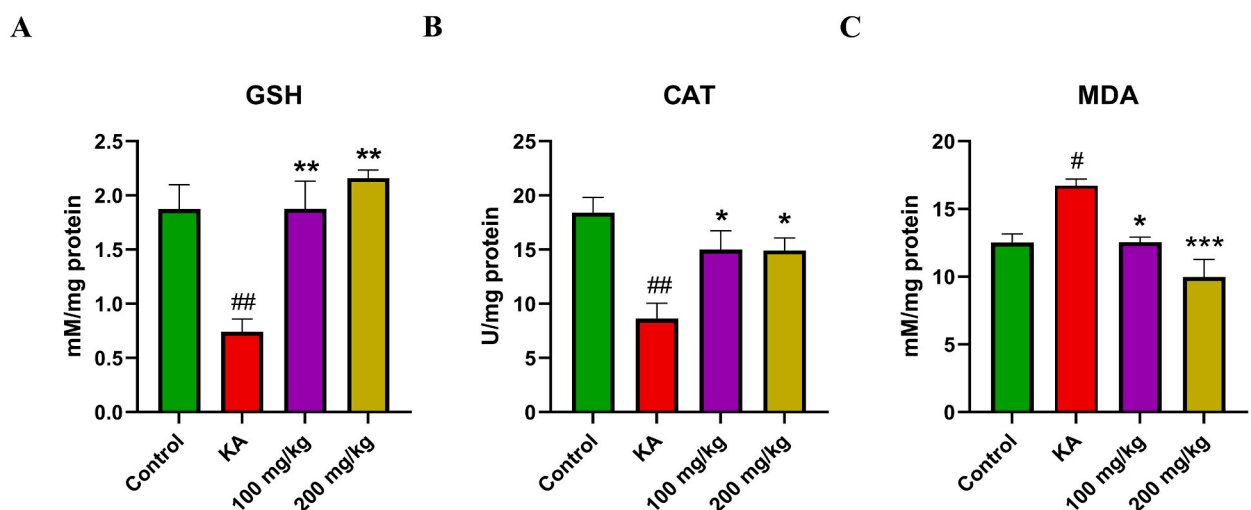 A
GSH
mM/mg protein
2.5
2.0
1.5
1.0
0.5
0.0
##
**
**
Control
KA
100 mg/kg
200 mg/kg
B
CAT
U/mg protein
25
20
15
10
5
0
##
*
*
Control
KA
100 mg/kg
200 mg/kg
C
MDA
mM/mg protein
20
15
10
5
0
#
*
***
Control
KA
100 mg/kg
200 mg/kg